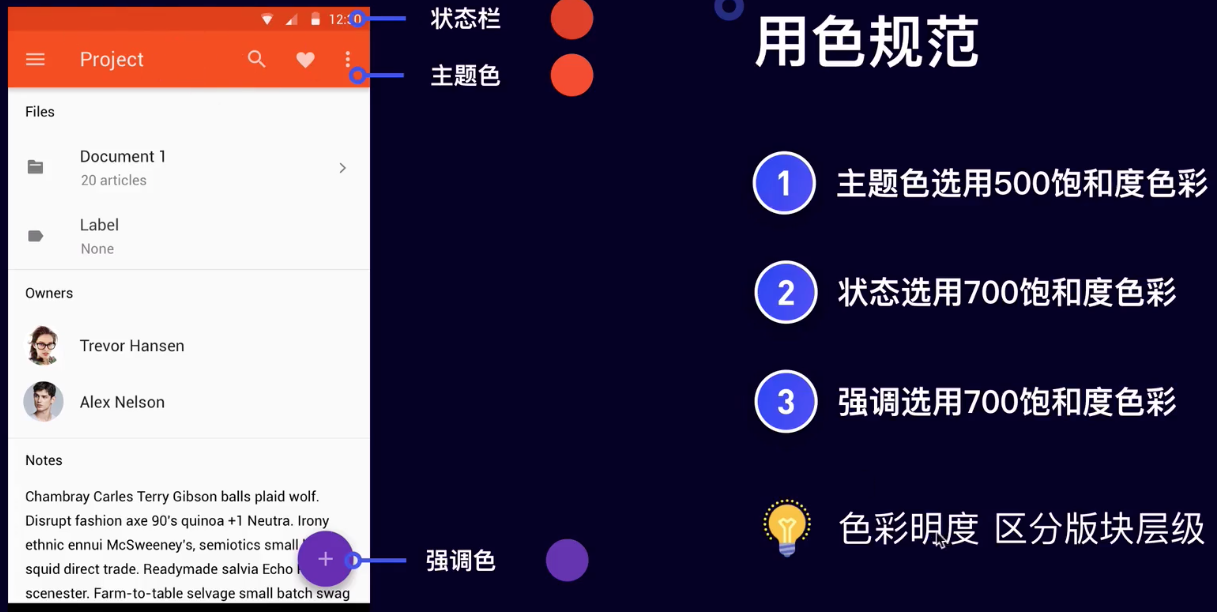 12:30
Project
Files
Document 1
20 articles
Label
None
Owners
Trevor Hansen
Alex Nelson
Notes
Chambray Carles Terry Gibson balls plaid wolf.
Disrupt fashion axe 90's quinoa +1 Neutra. Irony
ethnic ennui McSweeney's, semiotics small
squid direct trade. Readymade salvia Echo
scenester. Farm-to-table selvage small batch swag
状态栏
主题色
强调色
用色规范
1 主题色选用500饱和度色彩
2 状态选用700饱和度色彩
3 强调选用700饱和度色彩
色彩明度 区分版块层级